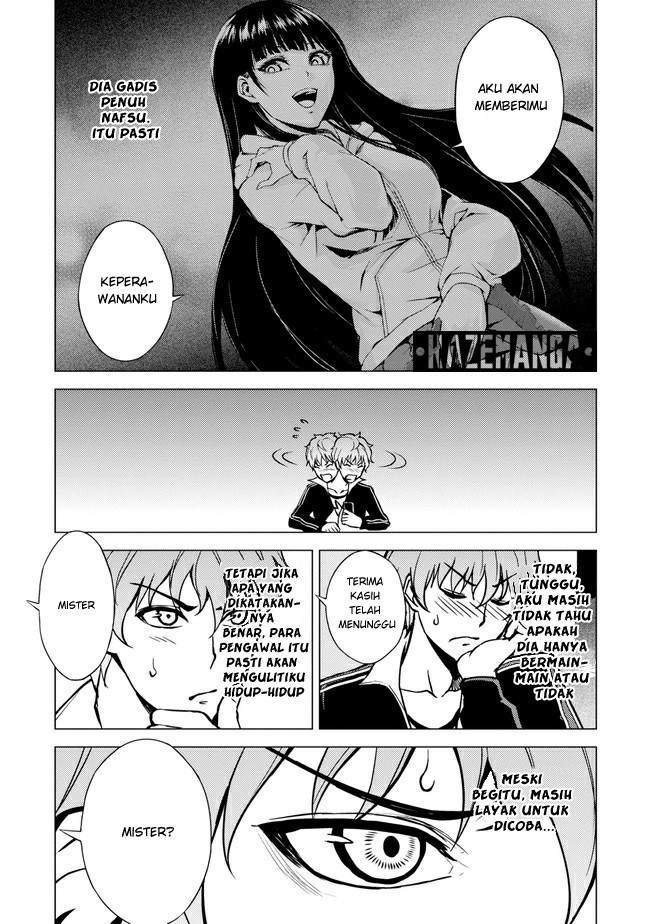 AKU AKAN
MEMBERIMU
DIA GADIS
PENUH
NAFSU.
ITU PASTI
KEPERA-
WANANKU
·KAZEMANGA·
TIDAK,
TUNGGU,
AKU MASIH
TIDAK TAHU
APAKAH
DIA HANYA
BERMAIN-
MAIN ATAU
TIDAK
TERIMA
KASIH
TELAH
MENUNGGU
TETAPI JIKA
APA YANG
DIKATAKAN-
NYA
BENAR, PARA
PENGAWAL ITU
PASTI AKAN
MENGULITIKU
HIDUP-HIDUP
MISTER
MESKI
BEGITU, MASIH
LAYAK UNTUK
DICOBA...
MISTER?